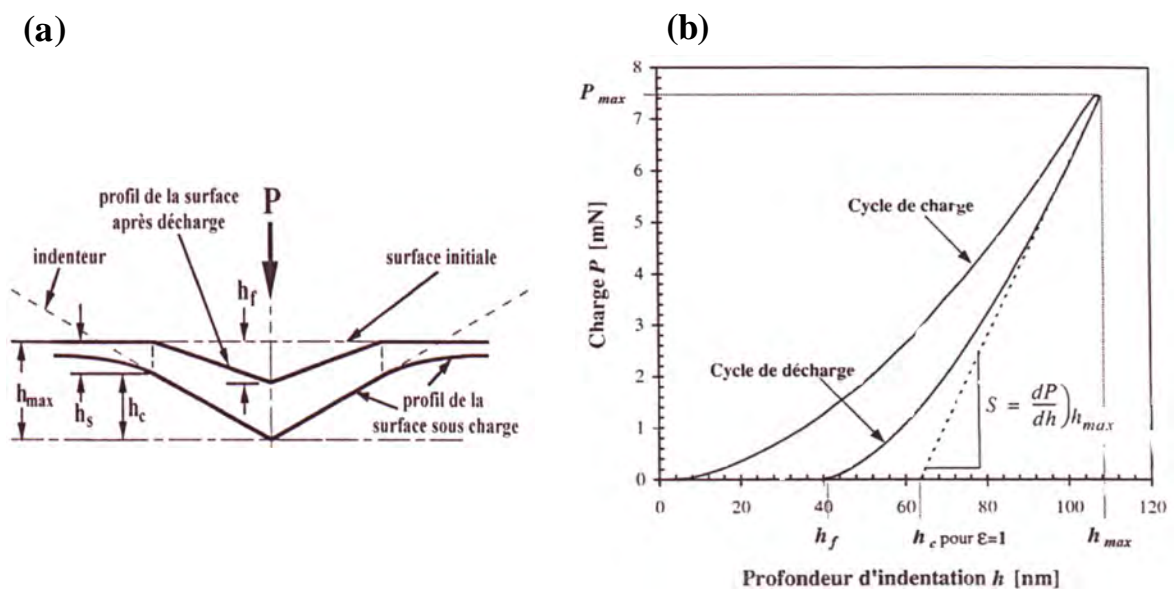 (a)
profil de la surface
après décharge
P
indenteur
h_f
surface initiale
h_max
h_s
h_c
profil de la
surface sous charge
(b)
8
P_max
7
6
5
4
3
2
1
0
Charge P [mN]
Cycle de charge
Cycle de décharge
S = dP/dh)h_max
0
20
40
60
80
100
120
h_f
h_c pour ε=1
h_max
Profondeur d'indentation h [nm]